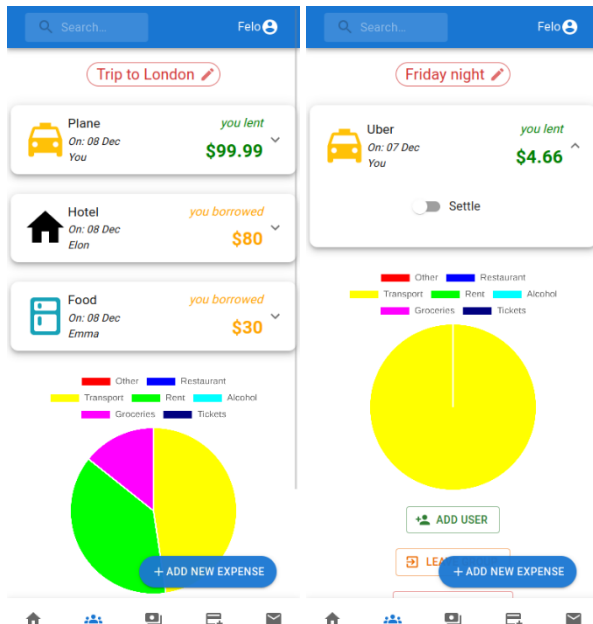 Search...
Felo
Trip to London
Plane
On: 08 Dec
You
you lent
$99.99
Hotel
On: 08 Dec
Elon
you borrowed
$80
Food
On: 08 Dec
Emma
you borrowed
$30
Other Restaurant
Transport Rent Alcohol
Groceries Tickets
+ ADD NEW EXPENSE
Search...
Felo
Friday night
Uber
On: 07 Dec
You
you lent
$4.66
Settle
Other Restaurant
Transport Rent Alcohol
Groceries Tickets
ADD USER
+ ADD NEW EXPENSE